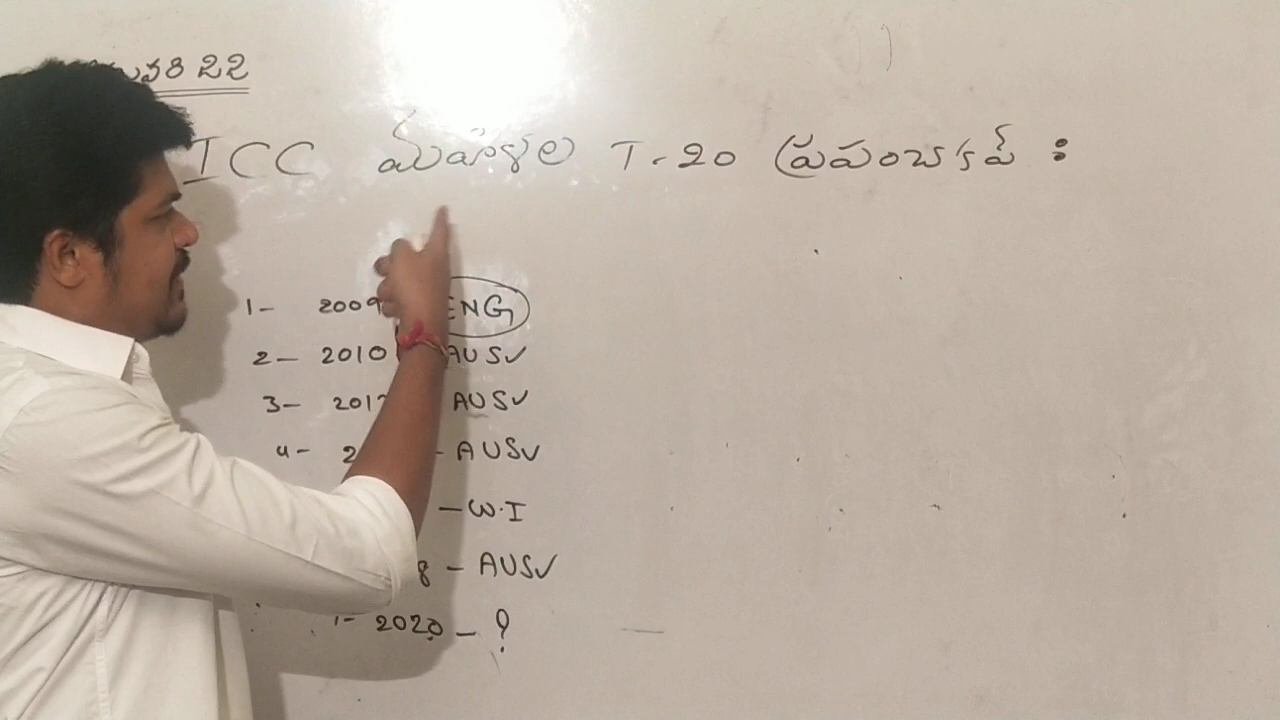 22
ICC మహిళల T-20 ప్రపంచకప్ :
1- 2009 ENG
2- 2010 AUS✓
3- AUS✓
4- - AUS✓
- W.I
8 - AUS✓
- 2020 - ?